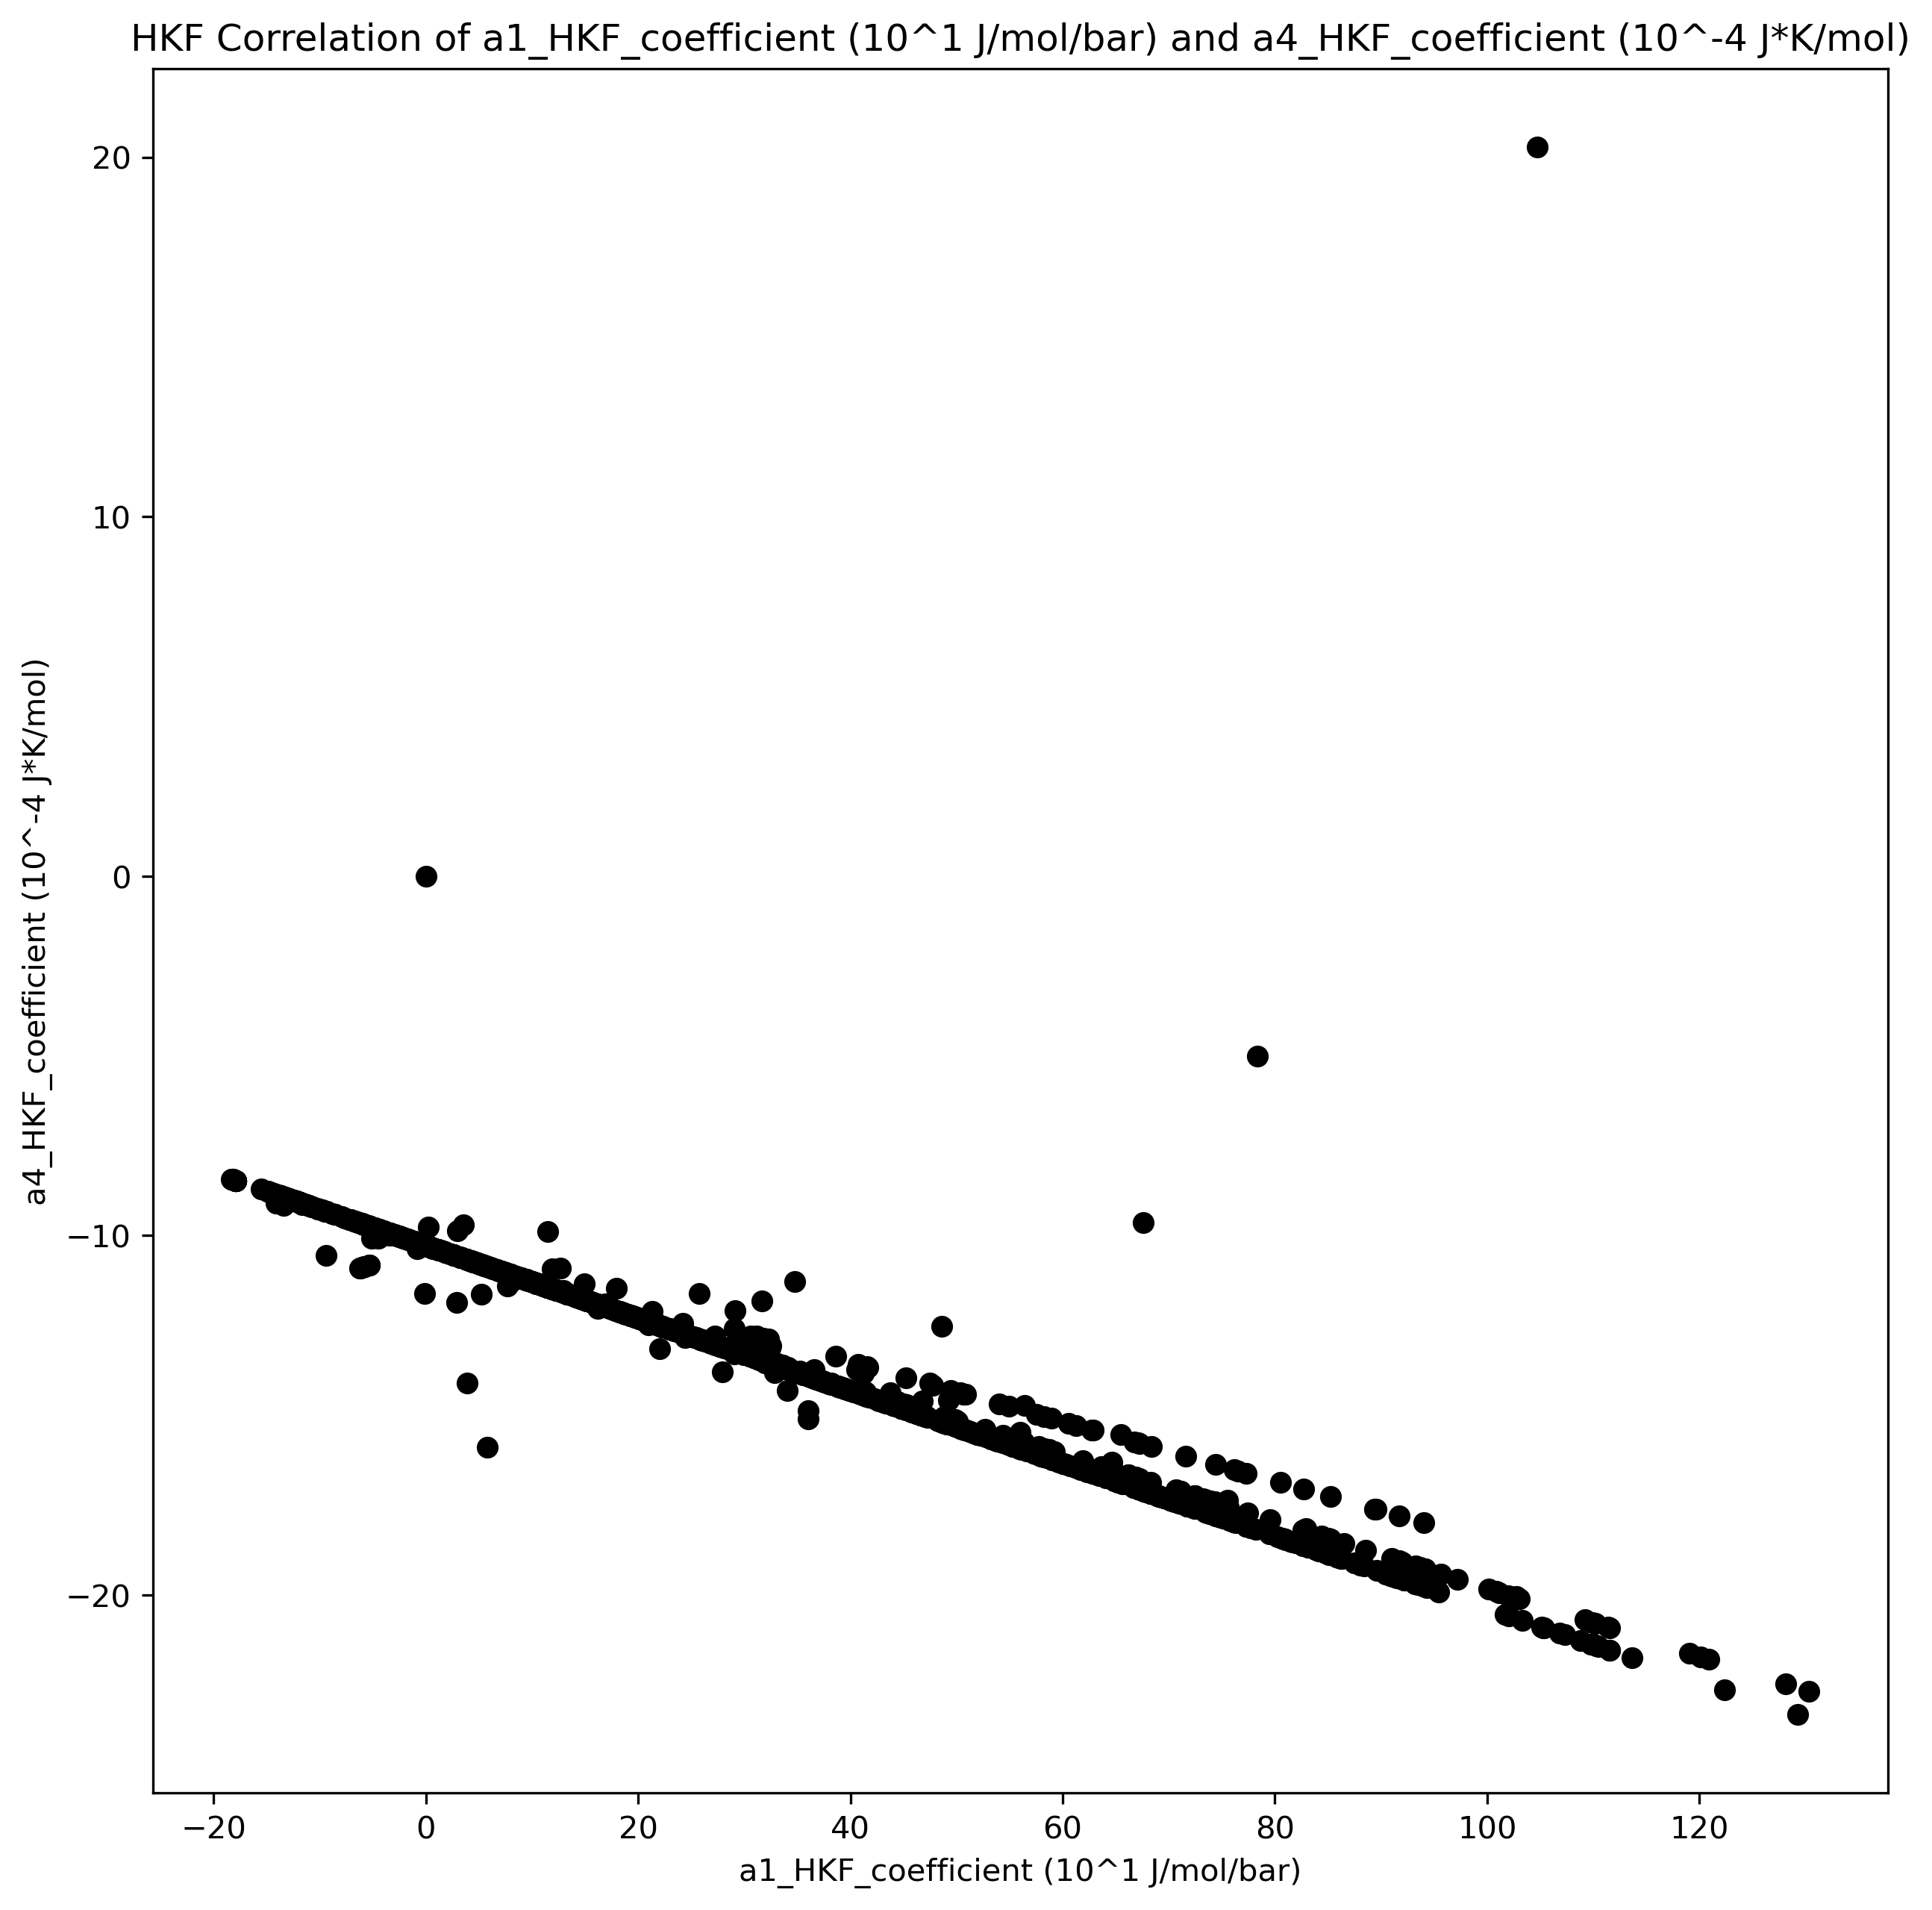 HKF Correlation of a1_HKF_coefficient (10^1 J/mol/bar) and a4_HKF_coefficient (10^-4 J*K/mol)
20
10
0
−10
−20
a4_HKF_coefficient (10^-4 J*K/mol)
−20 0 20 40 60 80 100 120
a1_HKF_coefficient (10^1 J/mol/bar)